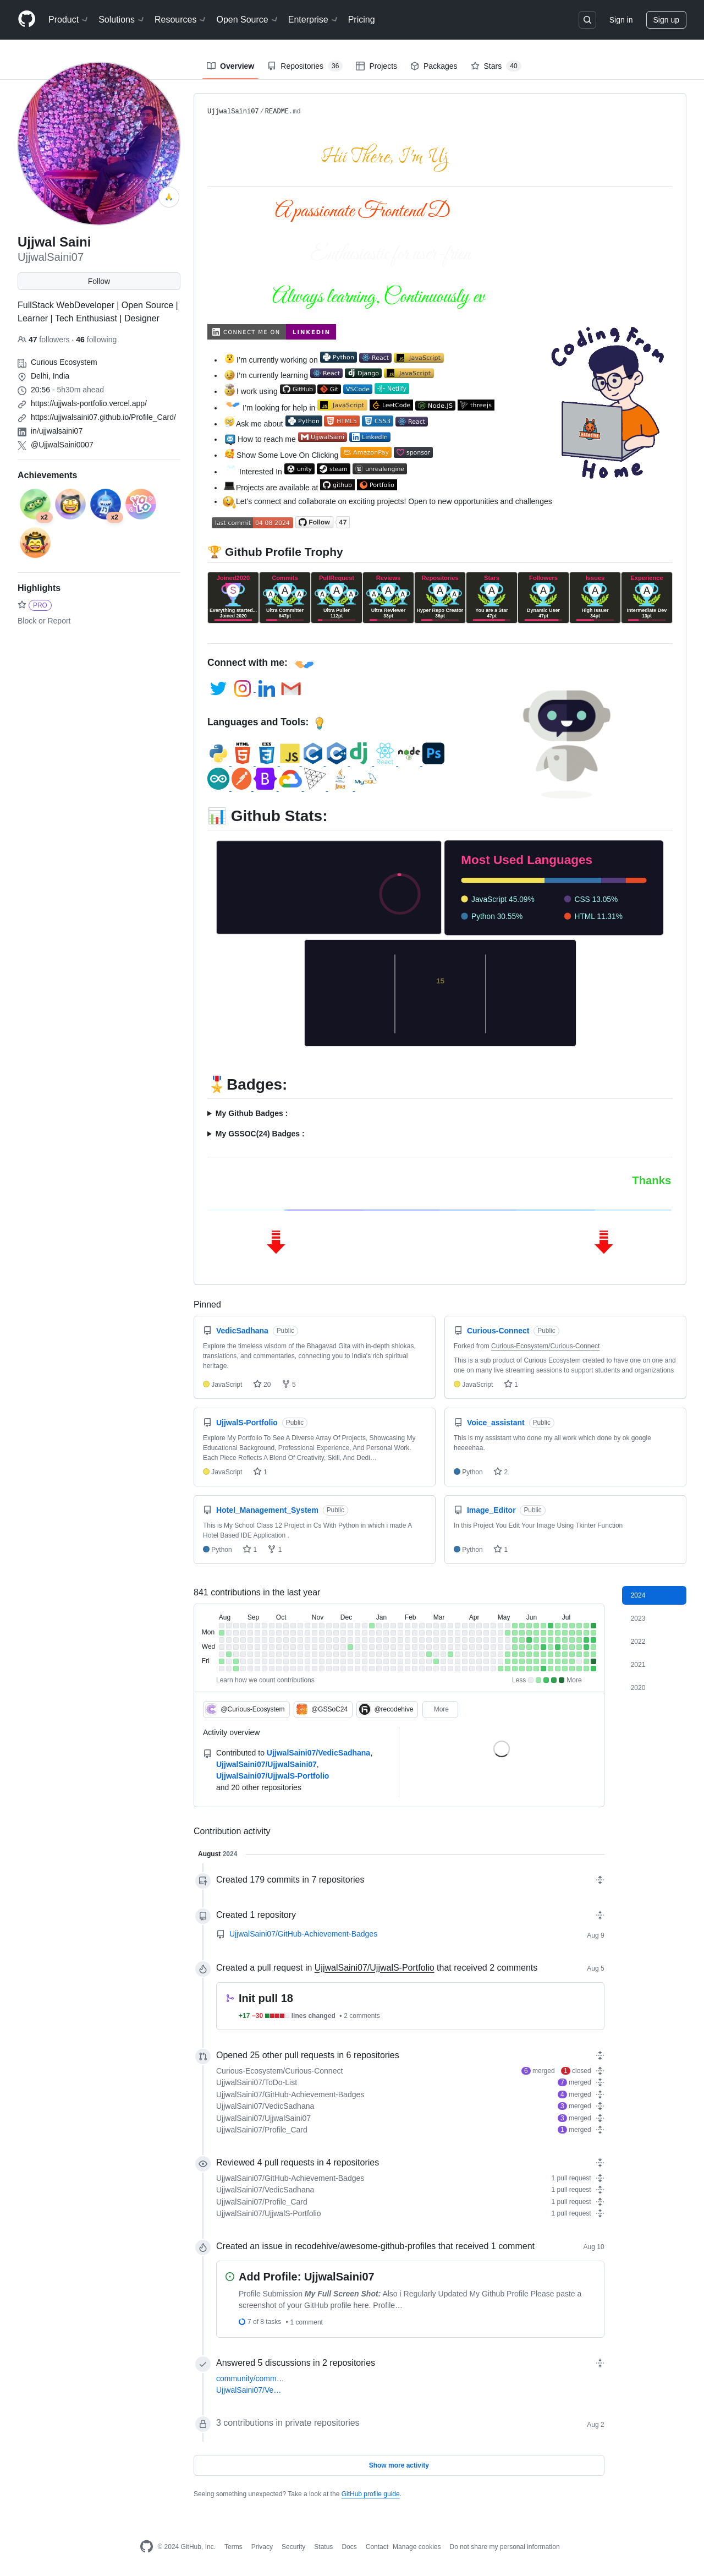 Product Solutions Resources Open Source Enterprise Pricing
Sign in Sign up
Overview Repositories 36 Projects Packages Stars 40
Ujjwal Saini
UjjwalSaini07
Follow
FullStack WebDeveloper | Open Source |
Learner | Tech Enthusiast | Designer
47 followers · 46 following
Curious Ecosystem
Delhi, India
20:56 - 5h30m ahead
https://ujjwals-portfolio.vercel.app/
https://ujjwalsaini07.github.io/Profile_Card/
in/ujjwalsaini07
@UjjwalSaini0007
Achievements
x2 x2
YOLO
Highlights
PRO
Block or Report
UjjwalSaini07/README.md
Hii There, I'm Uj
A passionate Frontend D
Always learning, Continuously ev
CONNECT ME ON LINKEDIN
I'm currently working on Python React JavaScript
I'm currently learning React Django JavaScript
I work using GitHub Git VSCode Netlify
I'm looking for help in JavaScript LeetCode Node.JS threejs
Ask me about Python HTML5 CSS3 React
How to reach me UjjwalSaini LinkedIn
Show Some Love On Clicking AmazonPay sponsor
Interested In unity steam unrealengine
Projects are available at github Portfolio
Let's connect and collaborate on exciting projects! Open to new opportunities and challenges
Coding From Home
last commit 04 08 2024 Follow 47
Github Profile Trophy
Joined2020 Commits PullRequest Reviews Repositories Stars Followers Issues Experience
Everything started... Ultra Committer Ultra Puller Ultra Reviewer Hyper Repo Creator You are a Star Dynamic User High Issuer Intermediate Dev
Joined 2020 647pt 112pt 33pt 36pt 47pt 47pt 34pt 13pt
Connect with me:
Languages and Tools:
HTML CSS JS dj React node Ps
Java MySQL
Github Stats:
Most Used Languages
JavaScript 45.09% CSS 13.05%
Python 30.55% HTML 11.31%
15
Badges:
My Github Badges :
My GSSOC(24) Badges :
Thanks
Pinned
VedicSadhana Public
Explore the timeless wisdom of the Bhagavad Gita with in-depth shlokas,
translations, and commentaries, connecting you to India's rich spiritual
heritage.
JavaScript 20 5
Curious-Connect Public
Forked from Curious-Ecosystem/Curious-Connect
This is a sub product of Curious Ecosystem created to have one on one and
one on many live streaming sessions to support students and organizations
JavaScript 1
UjjwalS-Portfolio Public
Explore My Portfolio To See A Diverse Array Of Projects, Showcasing My
Educational Background, Professional Experience, And Personal Work.
Each Piece Reflects A Blend Of Creativity, Skill, And Dedi…
JavaScript 1
Voice_assistant Public
This is my assistant who done my all work which done by ok google
heeeehaa.
Python 2
Hotel_Management_System Public
This is My School Class 12 Project in Cs With Python in which i made A
Hotel Based IDE Application .
Python 1 1
Image_Editor Public
In this Project You Edit Your Image Using Tkinter Function
Python 1
841 contributions in the last year
2024
2023
2022
2021
2020
Aug Sep Oct Nov Dec Jan Feb Mar Apr May Jun Jul
Mon
Wed
Fri
Learn how we count contributions Less More
@Curious-Ecosystem @GSSoC24 @recodehive More
Activity overview
Contributed to UjjwalSaini07/VedicSadhana,
UjjwalSaini07/UjjwalSaini07,
UjjwalSaini07/UjjwalS-Portfolio
and 20 other repositories
Contribution activity
August 2024
Created 179 commits in 7 repositories
Created 1 repository
UjjwalSaini07/GitHub-Achievement-Badges Aug 9
Created a pull request in UjjwalSaini07/UjjwalS-Portfolio that received 2 comments Aug 5
Init pull 18
+17 −30 lines changed • 2 comments
Opened 25 other pull requests in 6 repositories
Curious-Ecosystem/Curious-Connect 6 merged 1 closed
UjjwalSaini07/ToDo-List 7 merged
UjjwalSaini07/GitHub-Achievement-Badges 4 merged
UjjwalSaini07/VedicSadhana 3 merged
UjjwalSaini07/UjjwalSaini07 3 merged
UjjwalSaini07/Profile_Card 1 merged
Reviewed 4 pull requests in 4 repositories
UjjwalSaini07/GitHub-Achievement-Badges 1 pull request
UjjwalSaini07/VedicSadhana 1 pull request
UjjwalSaini07/Profile_Card 1 pull request
UjjwalSaini07/UjjwalS-Portfolio 1 pull request
Created an issue in recodehive/awesome-github-profiles that received 1 comment Aug 10
Add Profile: UjjwalSaini07
Profile Submission My Full Screen Shot: Also i Regularly Updated My Github Profile Please paste a
screenshot of your GitHub profile here. Profile…
7 of 8 tasks • 1 comment
Answered 5 discussions in 2 repositories
community/comm…
UjjwalSaini07/Ve…
3 contributions in private repositories Aug 2
Show more activity
Seeing something unexpected? Take a look at the GitHub profile guide.
© 2024 GitHub, Inc. Terms Privacy Security Status Docs Contact Manage cookies Do not share my personal information